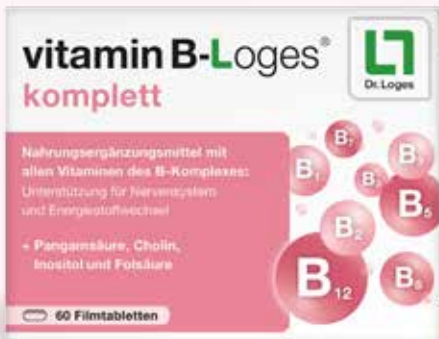 vitamin B-Loges®
komplett
Dr. Loges
Nahrungsergänzungsmittel mit
allen Vitaminen des B-Komplexes:
Unterstützung für Nervensystem
und Energiestoffwechsel
+ Pangamsäure, Cholin,
Inositol und Folsäure
60 Filmtabletten
B7
B1
B5
B2
B12
B6